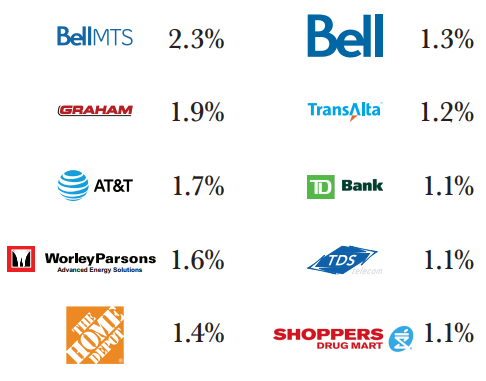 BellMTS 2.3%
Bell 1.3%
GRAHAM 1.9%
TransAlta 1.2%
AT&T 1.7%
TD Bank 1.1%
WorleyParsons 1.6%
Advanced Energy Solutions
TDS 1.1%
telecom
THE
HOME
DEPOT 1.4%
SHOPPERS 1.1%
DRUG MART